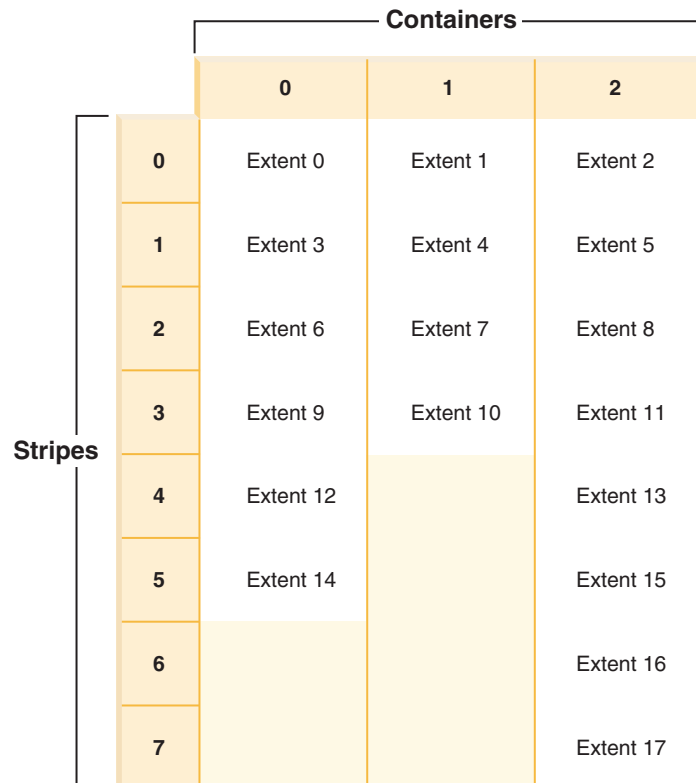 Containers
0 1 2
0 Extent 0 Extent 1 Extent 2
1 Extent 3 Extent 4 Extent 5
2 Extent 6 Extent 7 Extent 8
3 Extent 9 Extent 10 Extent 11
Stripes
4 Extent 12 Extent 13
5 Extent 14 Extent 15
6 Extent 16
7 Extent 17